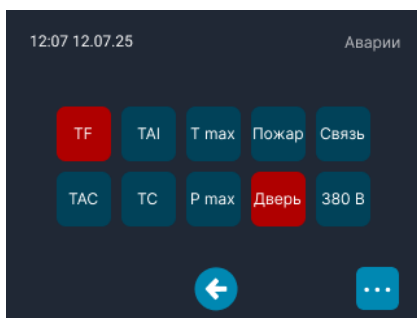 12:07 12.07.25 Аварии
TF TAI T max Пожар Связь
TAC TC P max Дверь 380 В